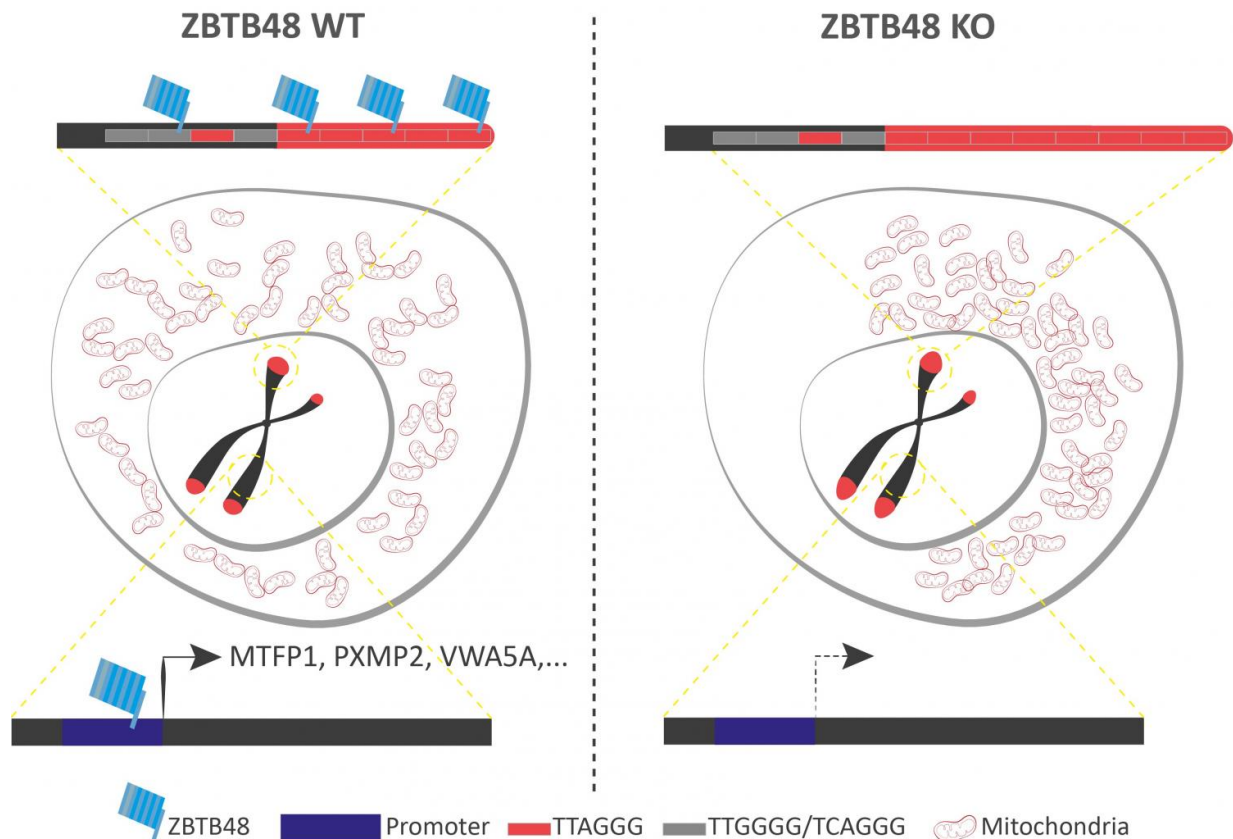 ZBTB48 WT
ZBTB48 KO
MTFP1, PXMP2, VWA5A,...
ZBTB48
Promoter
TTAGGG
TTGGGG/TCAGGG
Mitochondria